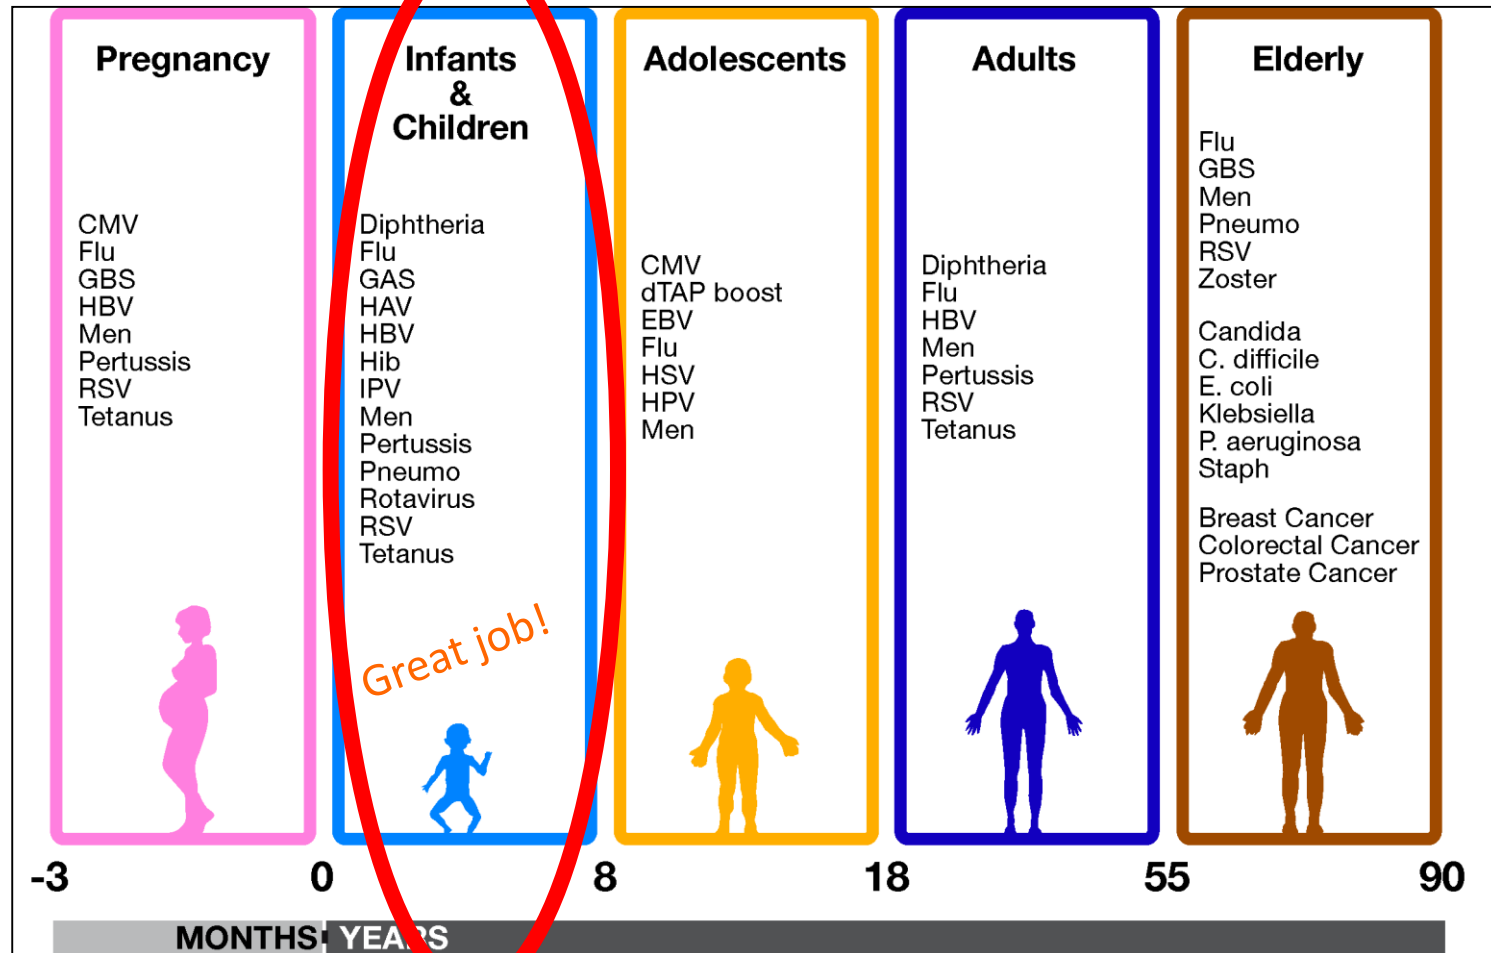 Pregnancy
CMV
Flu
GBS
HBV
Men
Pertussis
RSV
Tetanus
Infants
&
Children
Diphtheria
Flu
GAS
HAV
HBV
Hib
IPV
Men
Pertussis
Pneumo
Rotavirus
RSV
Tetanus
Great job!
Adolescents
CMV
dTAP boost
EBV
Flu
HSV
HPV
Men
Adults
Diphtheria
Flu
HBV
Men
Pertussis
RSV
Tetanus
Elderly
Flu
GBS
Men
Pneumo
RSV
Zoster
Candida
C. difficile
E. coli
Klebsiella
P. aeruginosa
Staph
Breast Cancer
Colorectal Cancer
Prostate Cancer
-3 0 8 18 55 90
MONTHS YEARS